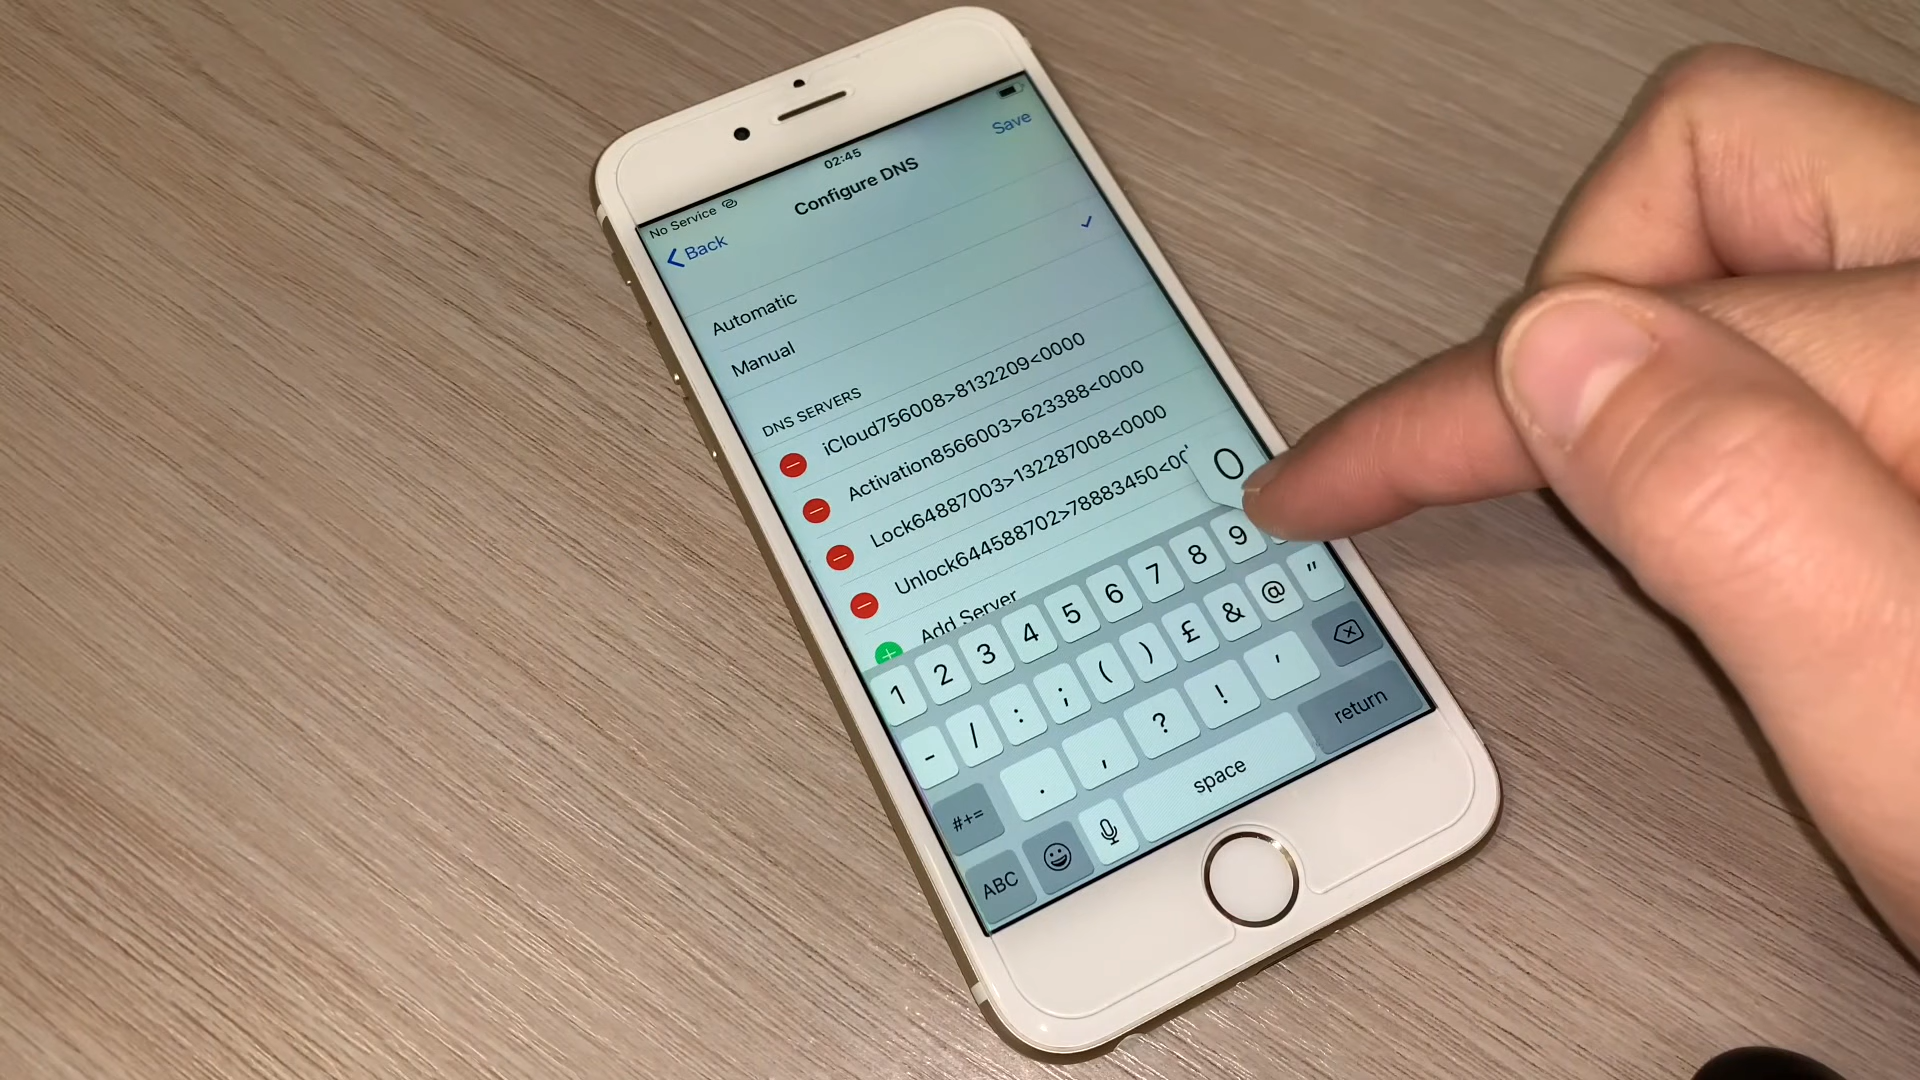 No Service 02:45
Back Configure DNS Save
Automatic
Manual
DNS SERVERS
iCloud756008>8132209<0000
Activation8566003>623388<0000
Lock64887003>132287008<0000
Unlock644588702>78883450<00
Add Server
0
1 2 3 4 5 6 7 8 9
- / : ; ( ) £ & @ "
#+= . , ? ! '
ABC space return